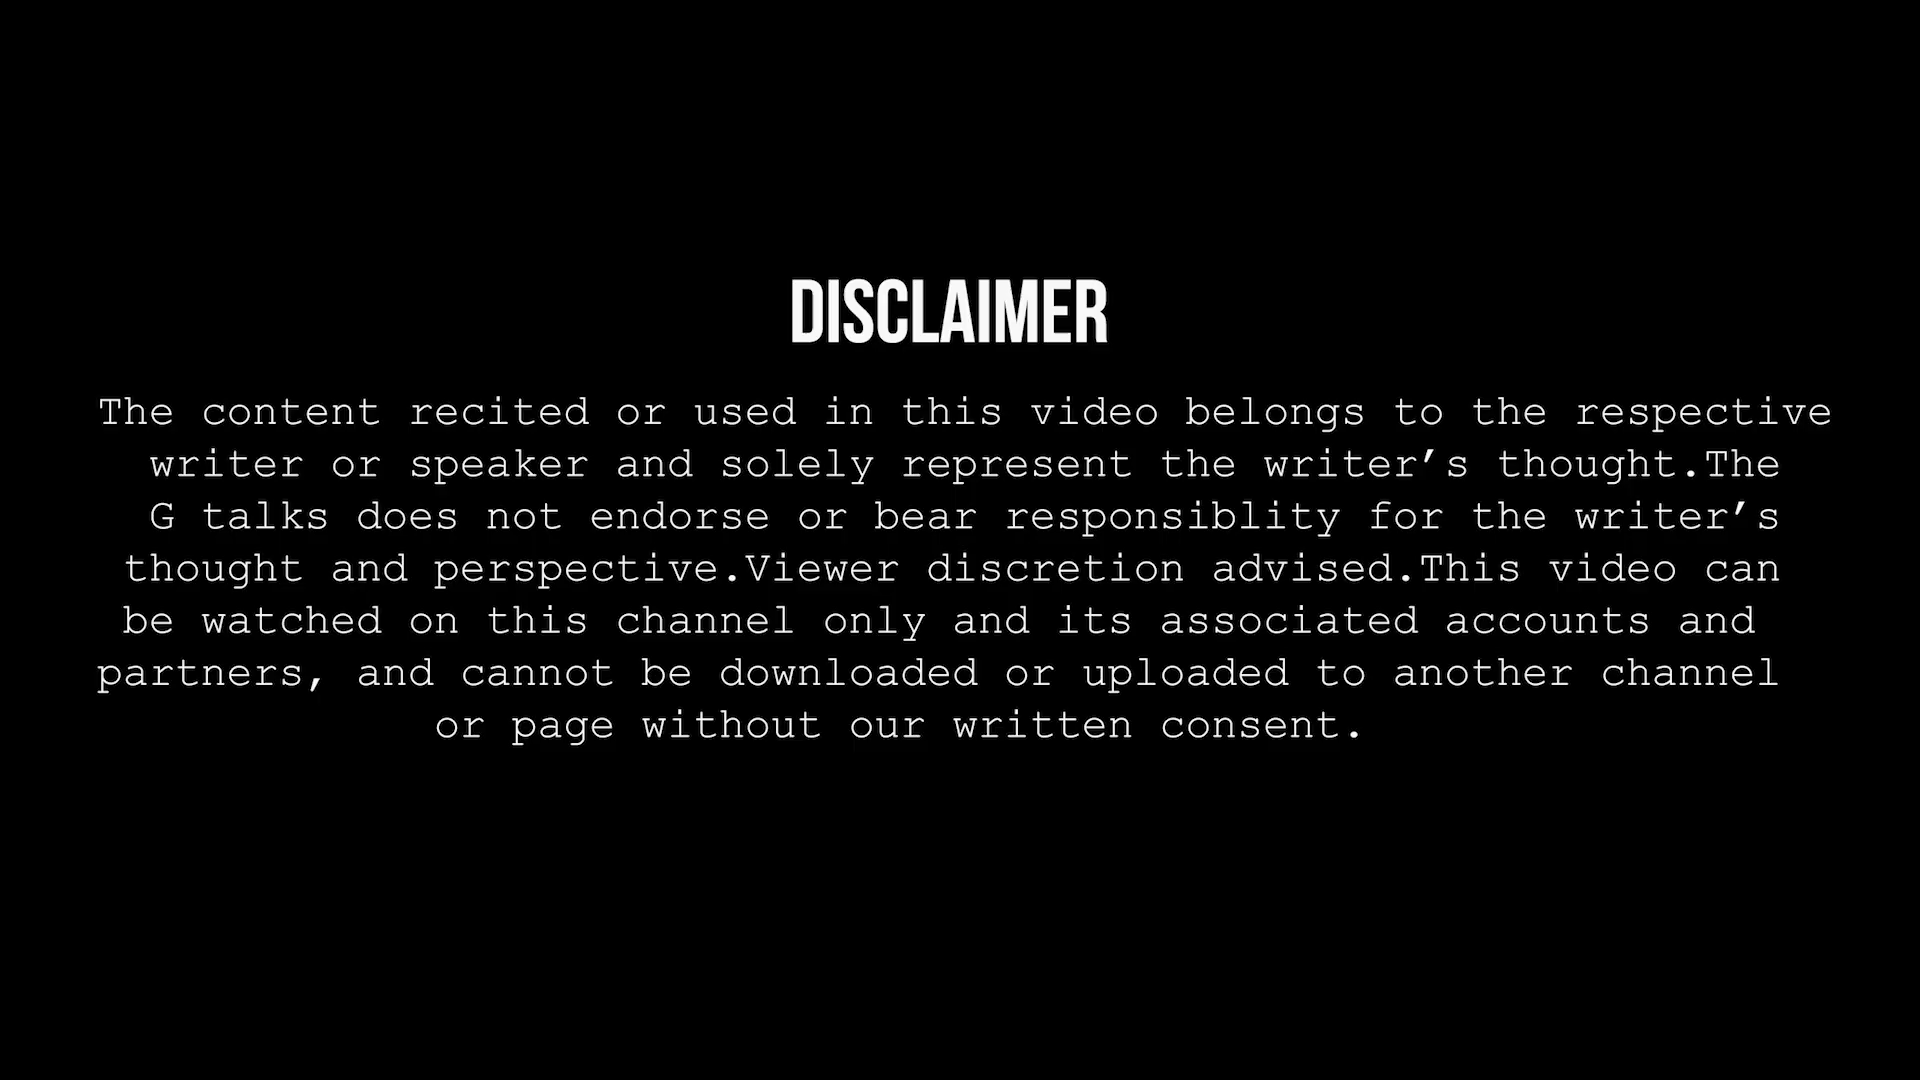 DISCLAIMER
The content recited or used in this video belongs to the respective
writer or speaker and solely represent the writer’s thought.The
G talks does not endorse or bear responsiblity for the writer’s
thought and perspective.Viewer discretion advised.This video can
be watched on this channel only and its associated accounts and
partners, and cannot be downloaded or uploaded to another channel
or page without our written consent.